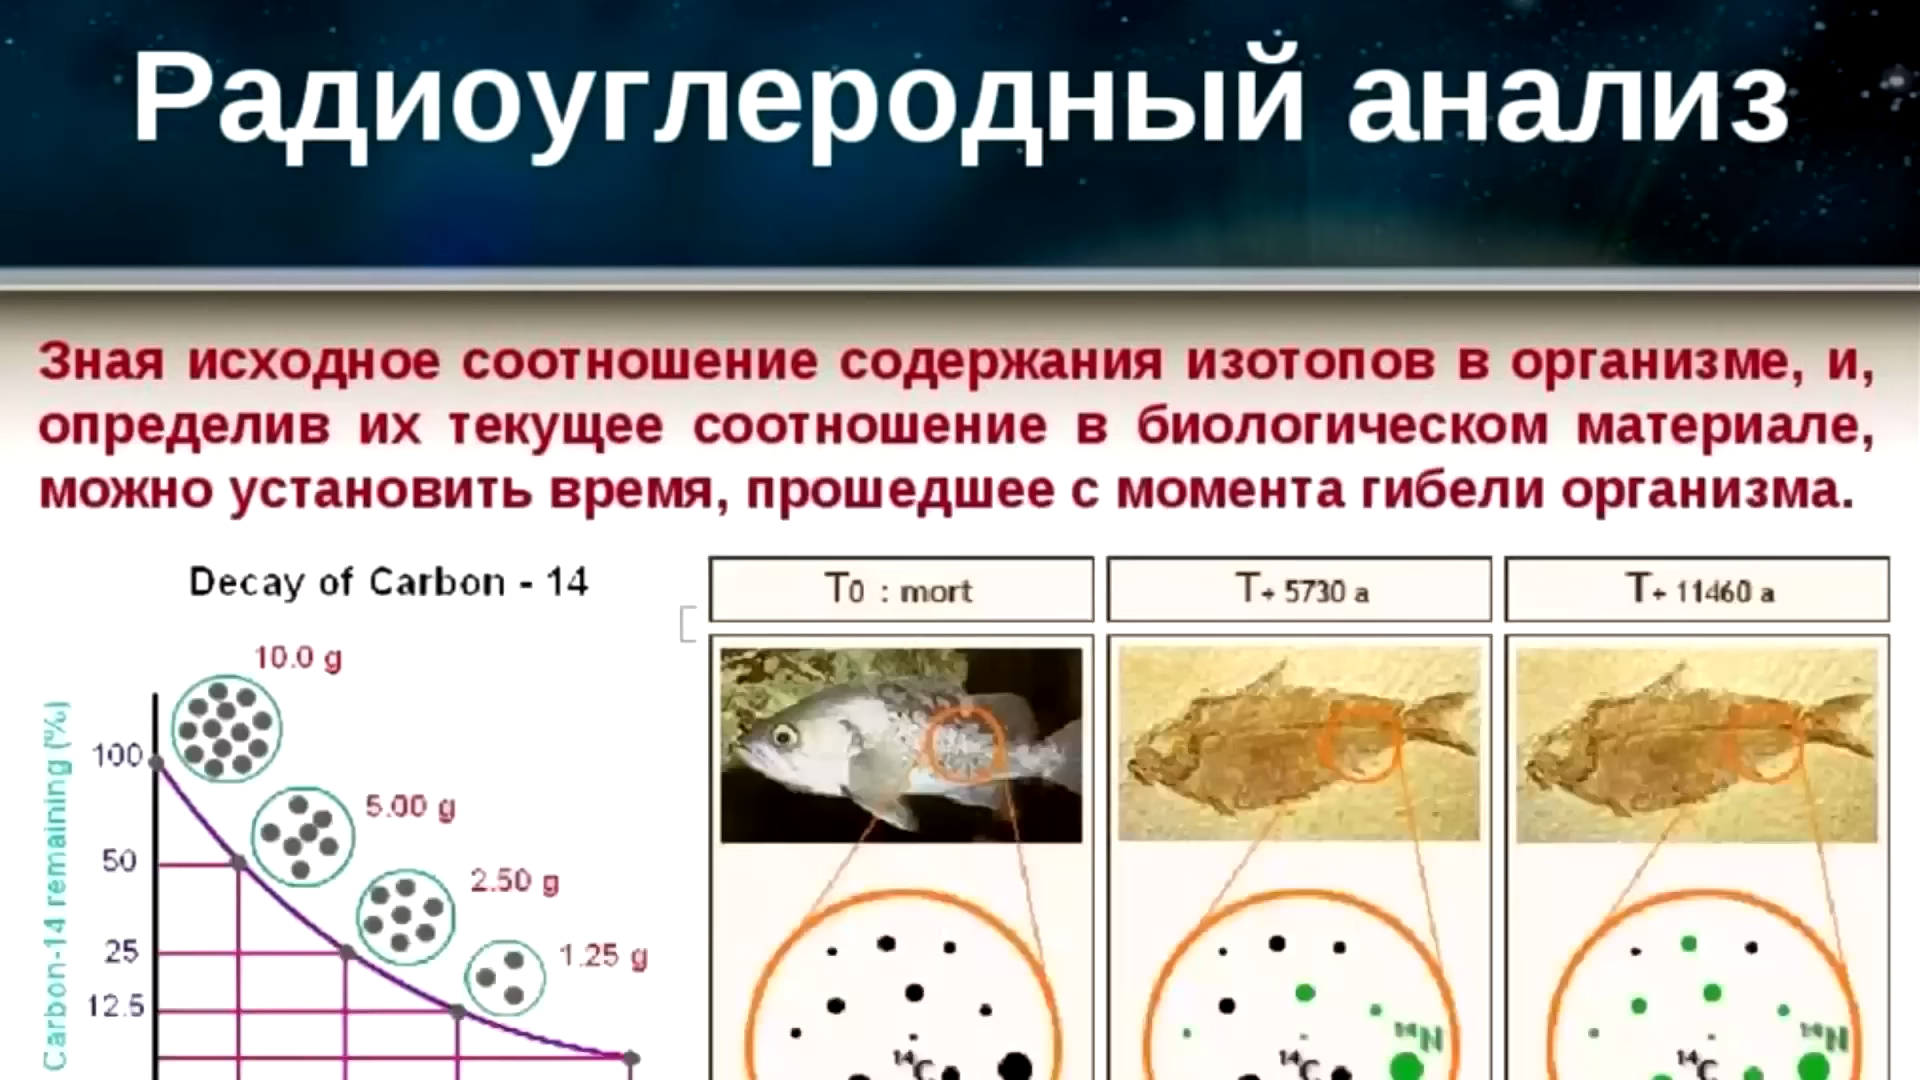 Радиоуглеродный анализ
Зная исходное соотношение содержания изотопов в организме, и,
определив их текущее соотношение в биологическом материале,
можно установить время, прошедшее с момента гибели организма.
Decay of Carbon - 14
10.0 g
5.00 g
2.50 g
1.25 g
Carbon-14 remaining (%)
100
50
25
12.5
T0 : mort
T+ 5730 a
T+ 11460 a
14C
14C
14N
14C
14N